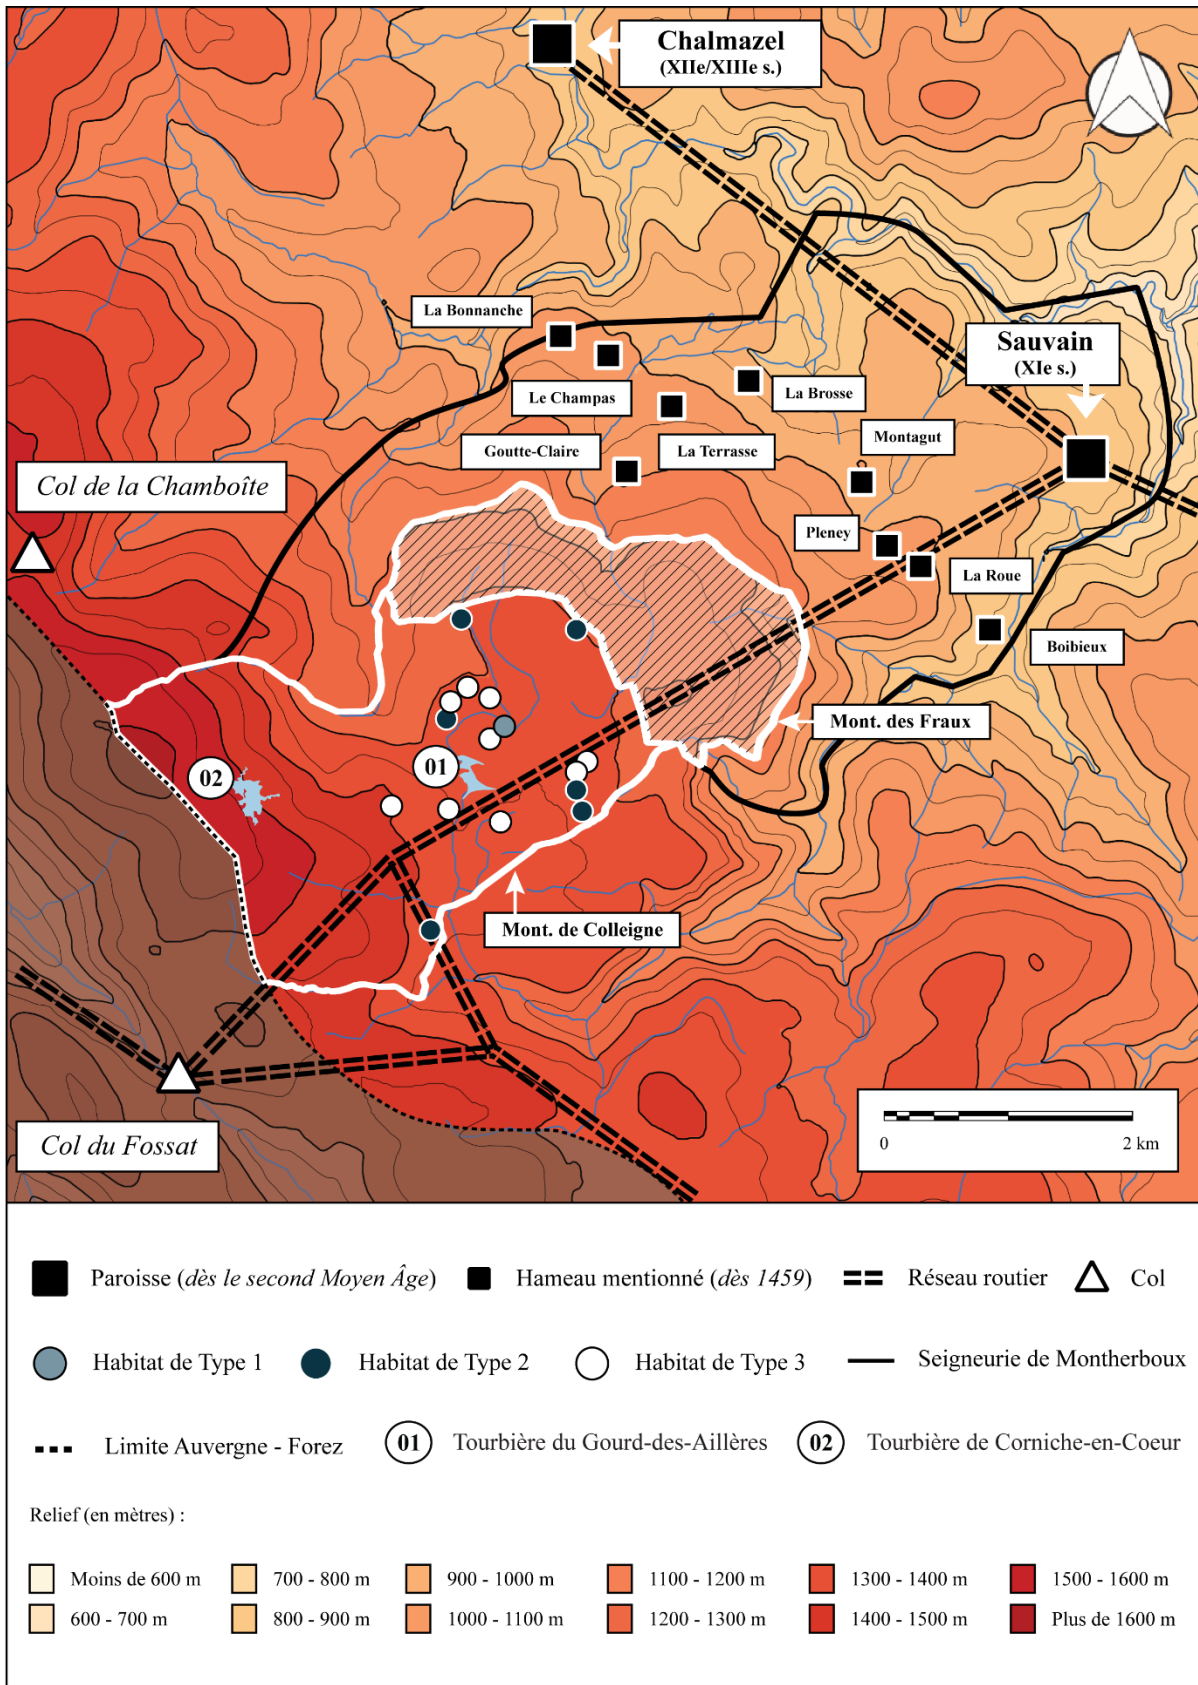 Chalmazel
(XIIe/XIIIe s.)
La Bonnanche
Sauvain
(XIe s.)
Le Champas
La Brosse
Goutte-Claire
La Terrasse
Montagut
Col de la Chamboîte
Pleney
La Roue
Boibieux
Mont. des Fraux
01
02
Mont. de Colleigne
Col du Fossat
0
2 km
Paroisse (dès le second Moyen Âge)
Hameau mentionné (dès 1459)
Réseau routier
Col
Habitat de Type 1
Habitat de Type 2
Habitat de Type 3
Seigneurie de Montherboux
Limite Auvergne - Forez
01
Tourbière du Gourd-des-Aillères
02
Tourbière de Corniche-en-Coeur
Relief (en mètres) :
Moins de 600 m
700 - 800 m
900 - 1000 m
1100 - 1200 m
1300 - 1400 m
1500 - 1600 m
600 - 700 m
800 - 900 m
1000 - 1100 m
1200 - 1300 m
1400 - 1500 m
Plus de 1600 m